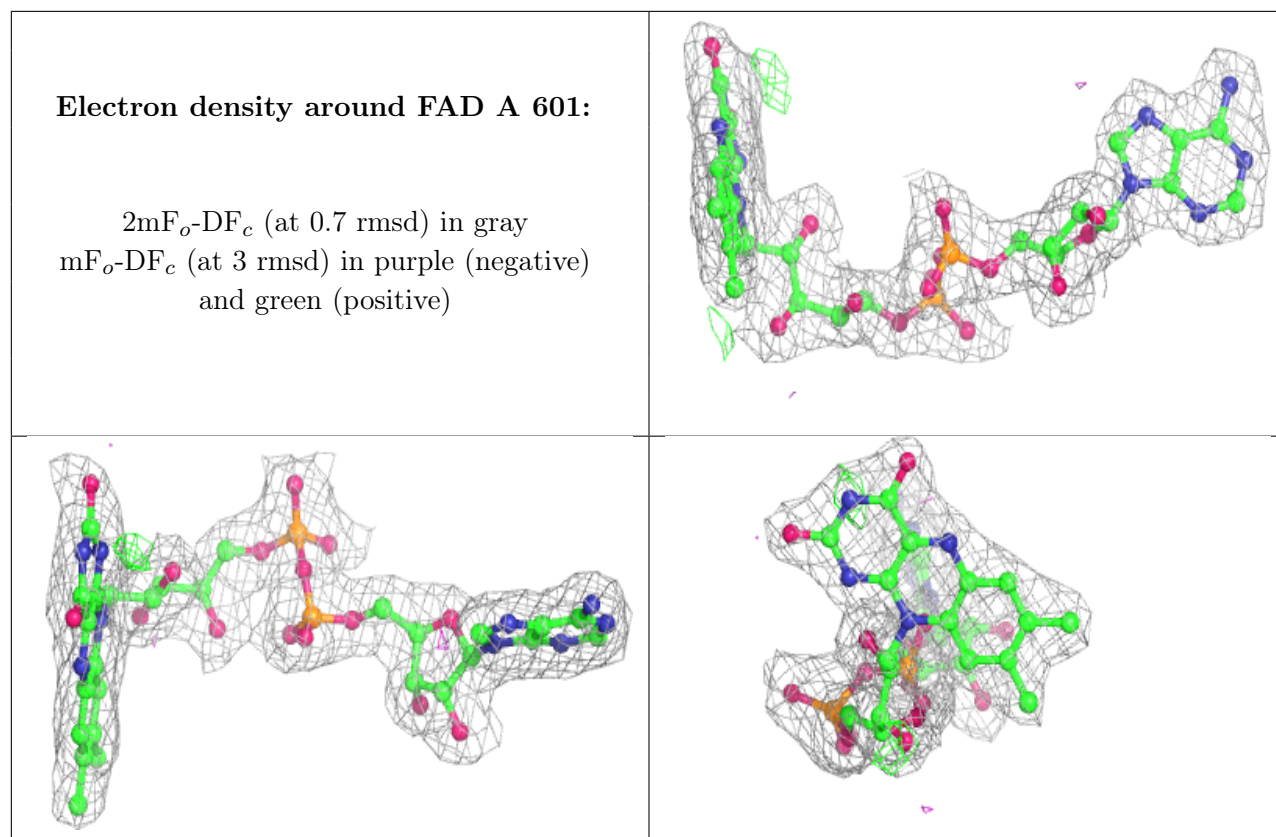 Electron density around FAD A 601:
2mFₒ-DF𝒸 (at 0.7 rmsd) in gray
mFₒ-DF𝒸 (at 3 rmsd) in purple (negative)
and green (positive)